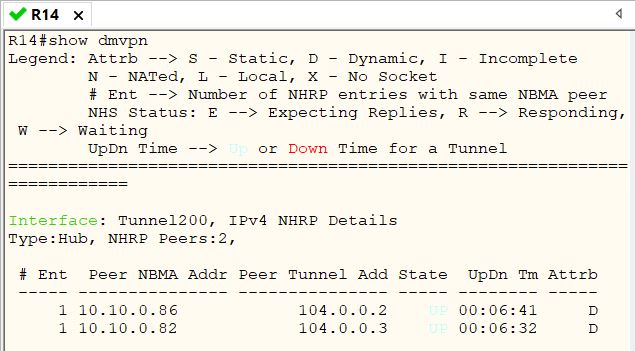 R14
R14#show dmvpn
Legend: Attrb --> S - Static, D - Dynamic, I - Incomplete
N - NATed, L - Local, X - No Socket
# Ent --> Number of NHRP entries with same NBMA peer
NHS Status: E --> Expecting Replies, R --> Responding,
W --> Waiting
UpDn Time --> Up or Down Time for a Tunnel
==============================================================
============
Interface: Tunnel200, IPv4 NHRP Details
Type:Hub, NHRP Peers:2,
# Ent  Peer NBMA Addr Peer Tunnel Add State  UpDn Tm Attrb
----- --------------- --------------- ----- -------- -----
1 10.10.0.86 104.0.0.2 UP 00:06:41 D
1 10.10.0.82 104.0.0.3 UP 00:06:32 D